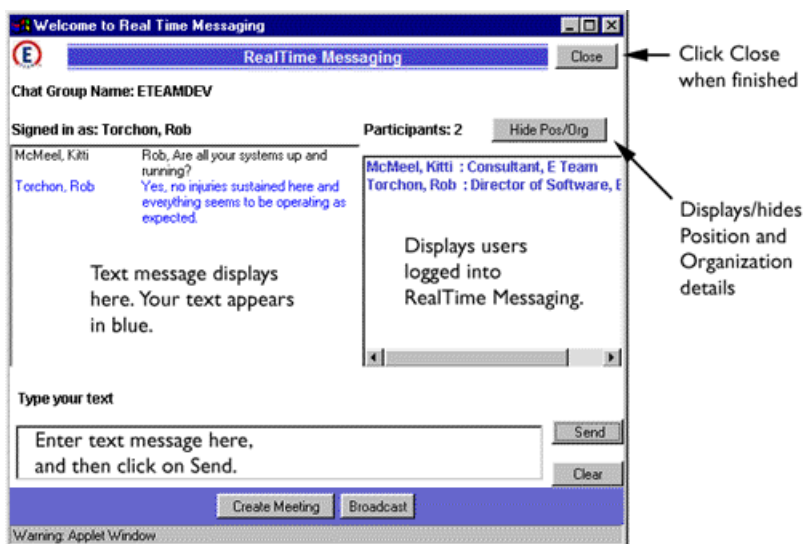 Welcome to Real Time Messaging
E
RealTime Messaging
Close
Click Close
when finished
Chat Group Name: ETEAMDEV
Signed in as: Torchon, Rob
Participants: 2
Hide Pos/Org
McMeel, Kitti
Rob, Are all your systems up and
running?
Torchon, Rob
Yes, no injuries sustained here and
everything seems to be operating as
expected.
Text message displays
here. Your text appears
in blue.
McMeel, Kitti : Consultant, E Team
Torchon, Rob : Director of Software, E
Displays users
logged into
RealTime Messaging.
Displays/hides
Position and
Organization
details
Type your text
Enter text message here,
and then click on Send.
Send
Clear
Create Meeting
Broadcast
Warning: Applet Window